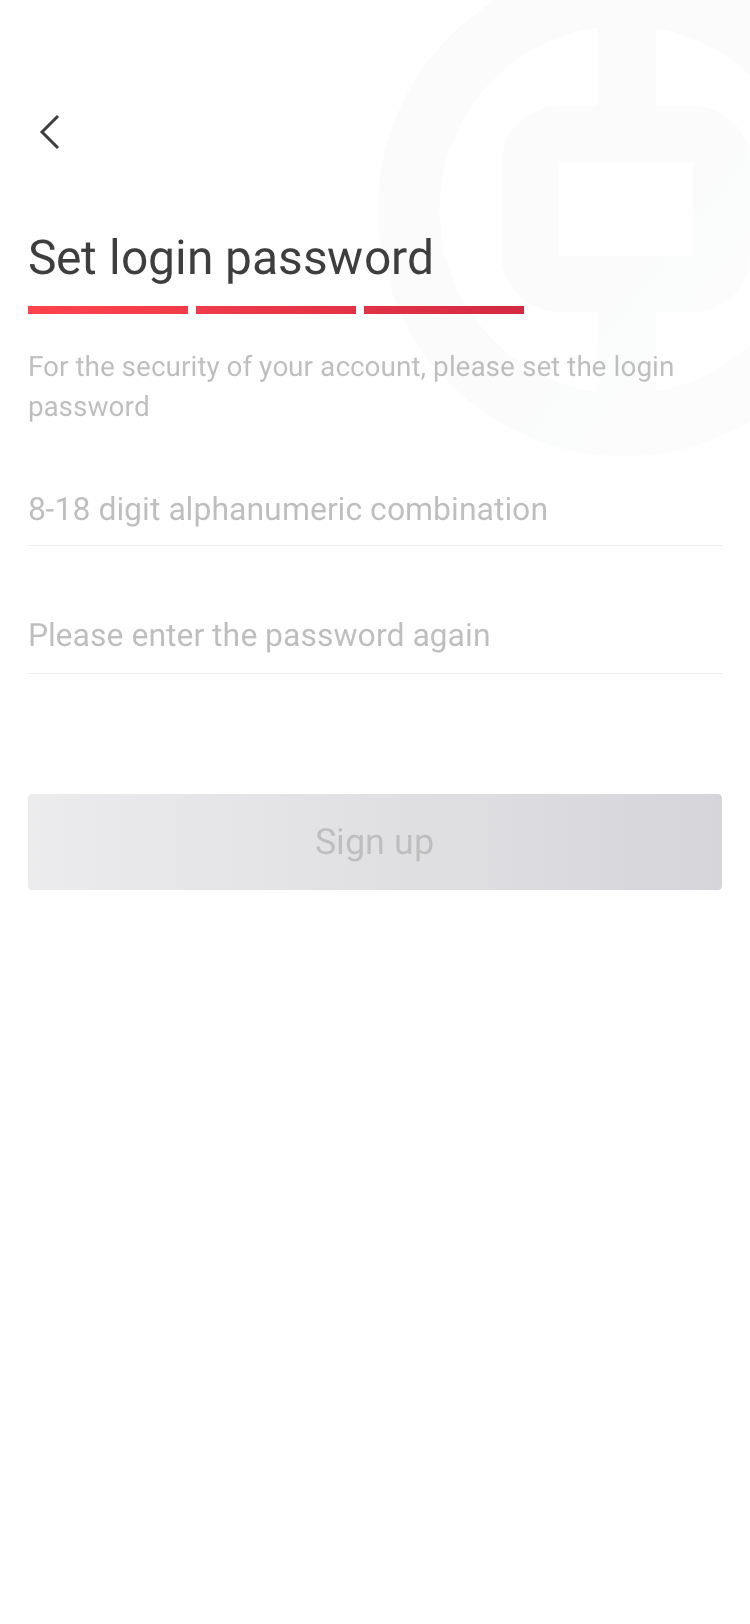 Set login password
For the security of your account, please set the login
password
8-18 digit alphanumeric combination
Please enter the password again
Sign up